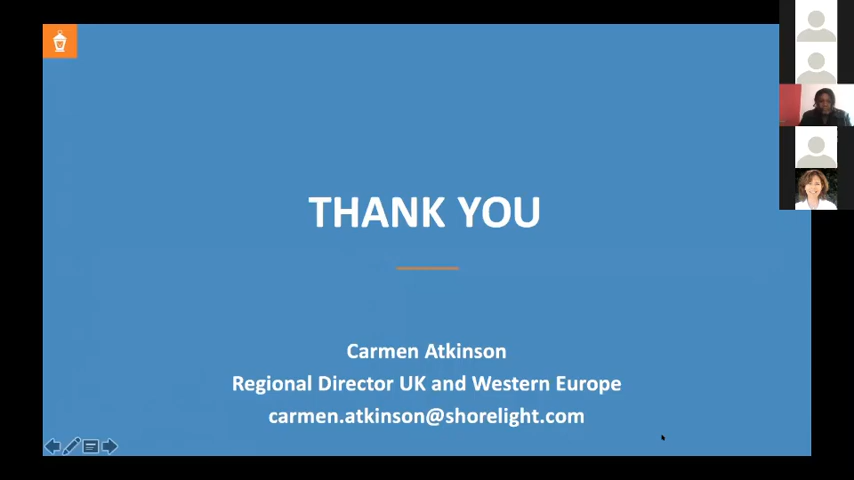 THANK YOU
Carmen Atkinson
Regional Director UK and Western Europe
carmen.atkinson@shorelight.com